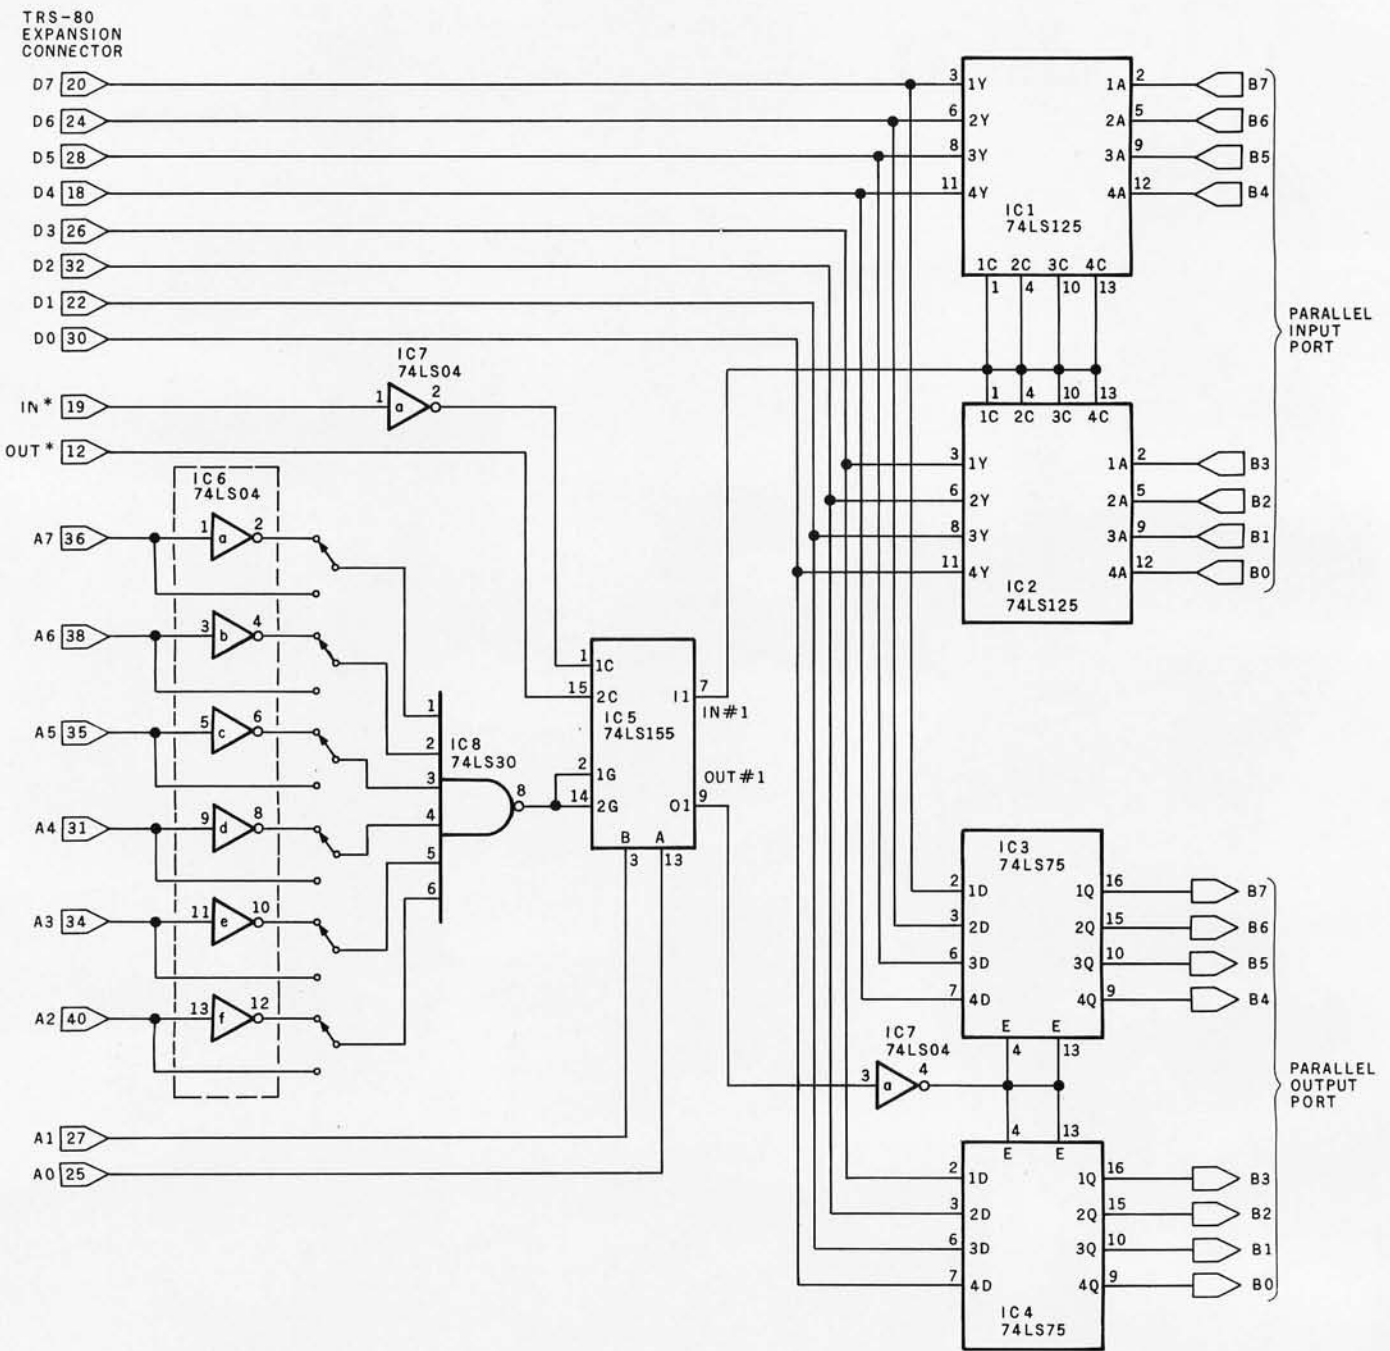 TRS-80
EXPANSION
CONNECTOR
D7 20
D6 24
D5 28
D4 18
D3 26
D2 32
D1 22
D0 30
IN* 19
OUT* 12
A7 36
A6 38
A5 35
A4 31
A3 34
A2 40
A1 27
A0 25
IC7
74LS04
1 a 2
IC6
74LS04
1 a 2
3 b 4
5 c 6
9 d 8
11 e 10
13 f 12
1
2
3
4
5
6
IC8
74LS30
8
1 1C
15 2C
IC5
74LS155
2 1G
14 2G
B A
3 13
I1 7
IN#1
OUT#1
O1 9
3 1Y 1A 2 B7
6 2Y 2A 5 B6
8 3Y 3A 9 B5
11 4Y 4A 12 B4
IC1
74LS125
1C 2C 3C 4C
1 4 10 13
PARALLEL
INPUT
PORT
1 4 10 13
1C 2C 3C 4C
3 1Y 1A 2 B3
6 2Y 2A 5 B2
8 3Y 3A 9 B1
11 4Y 4A 12 B0
IC2
74LS125
IC3
74LS75
2 1D 1Q 16 B7
3 2D 2Q 15 B6
6 3D 3Q 10 B5
7 4D 4Q 9 B4
E E
4 13
IC7
74LS04
3 a 4
PARALLEL
OUTPUT
PORT
4 13
E E
2 1D 1Q 16 B3
3 2D 2Q 15 B2
6 3D 3Q 10 B1
7 4D 4Q 9 B0
IC4
74LS75